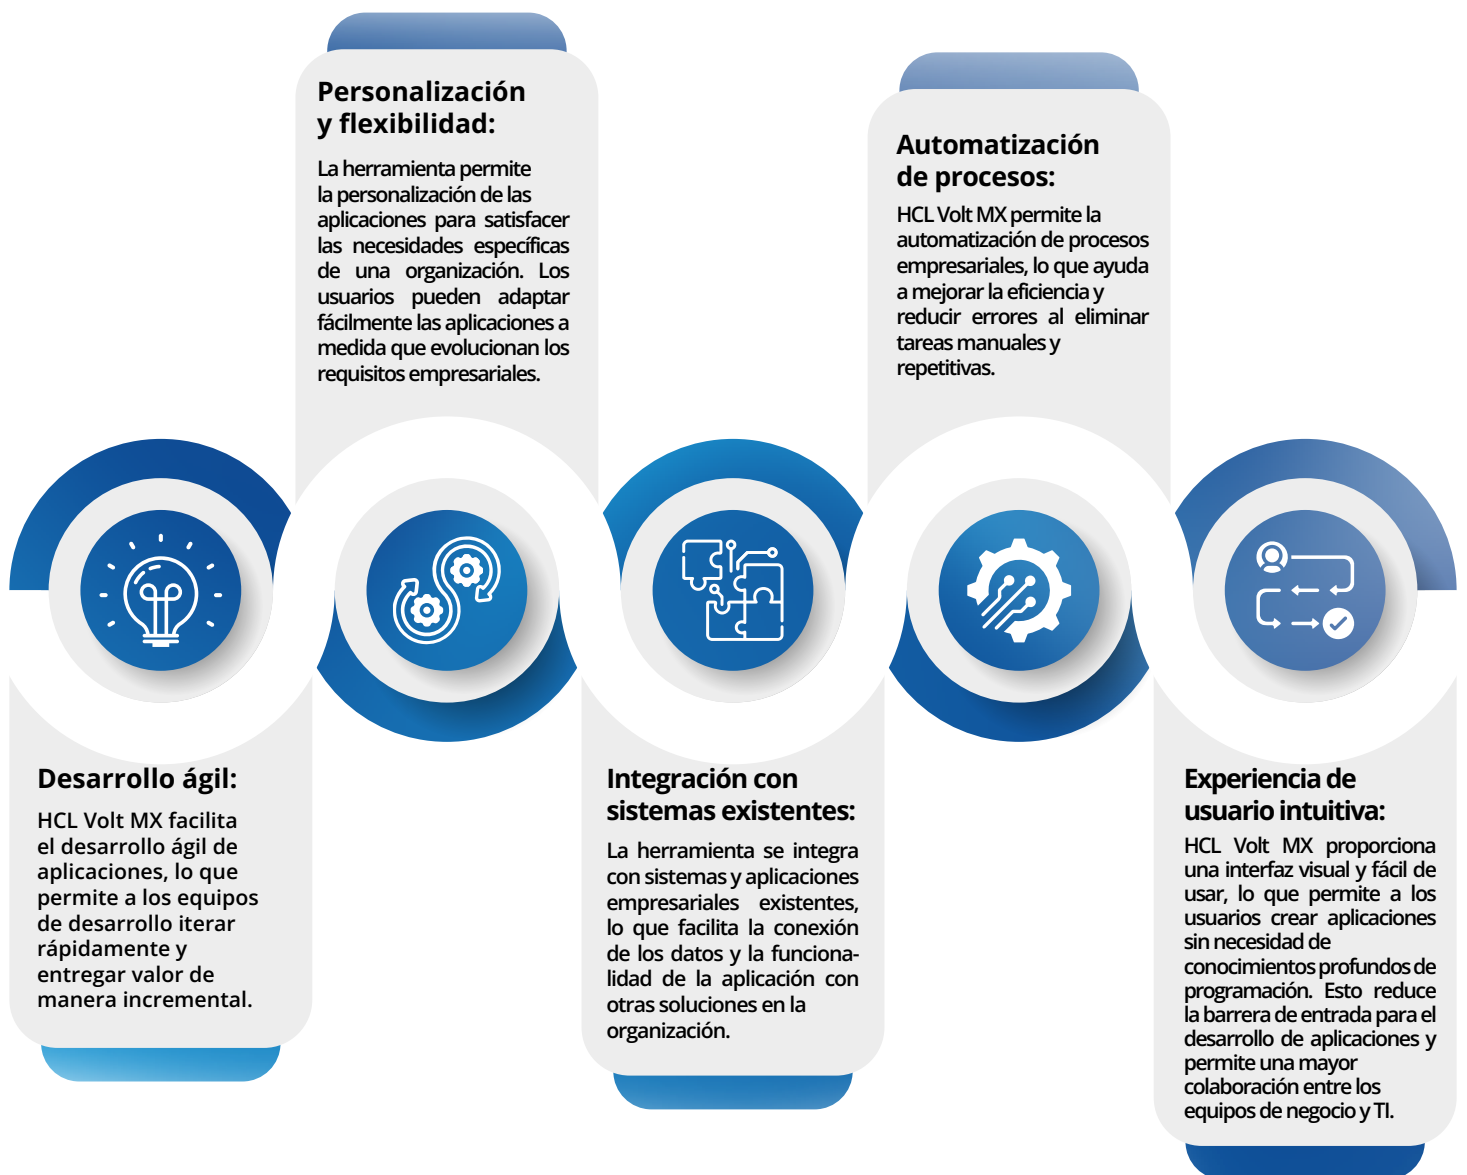 Personalización
y flexibilidad:
La herramienta permite
la personalización de las
aplicaciones para satisfacer
las necesidades específicas
de una organización. Los
usuarios pueden adaptar
fácilmente las aplicaciones a
medida que evolucionan los
requisitos empresariales.
Automatización
de procesos:
HCL Volt MX permite la
automatización de procesos
empresariales, lo que ayuda
a mejorar la eficiencia y
reducir errores al eliminar
tareas manuales y
repetitivas.
Desarrollo ágil:
HCL Volt MX facilita
el desarrollo ágil de
aplicaciones, lo que
permite a los equipos
de desarrollo iterar
rápidamente y
entregar valor de
manera incremental.
Integración con
sistemas existentes:
La herramienta se integra
con sistemas y aplicaciones
empresariales existentes,
lo que facilita la conexión
de los datos y la funciona-
lidad de la aplicación con
otras soluciones en la
organización.
Experiencia de
usuario intuitiva:
HCL Volt MX proporciona
una interfaz visual y fácil de
usar, lo que permite a los
usuarios crear aplicaciones
sin necesidad de
conocimientos profundos de
programación. Esto reduce
la barrera de entrada para el
desarrollo de aplicaciones y
permite una mayor
colaboración entre los
equipos de negocio y TI.